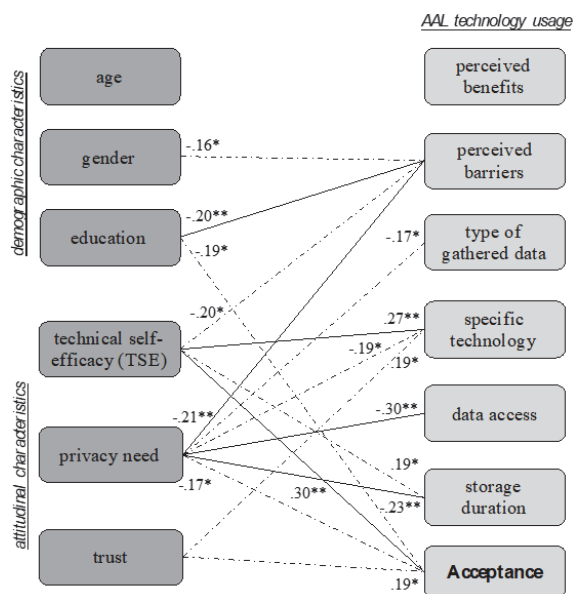 AAL technology usage
demographic characteristics
attitudinal characteristics
age
gender
education
technical self-
efficacy (TSE)
privacy need
trust
perceived
benefits
perceived
barriers
type of
gathered data
specific
technology
data access
storage
duration
Acceptance
-.16*
-.20**
-.19*
-.20*
-.21**
-.17*
-.17*
.27**
-.19*
.19*
-.30**
.19*
-.23**
.30**
.19*